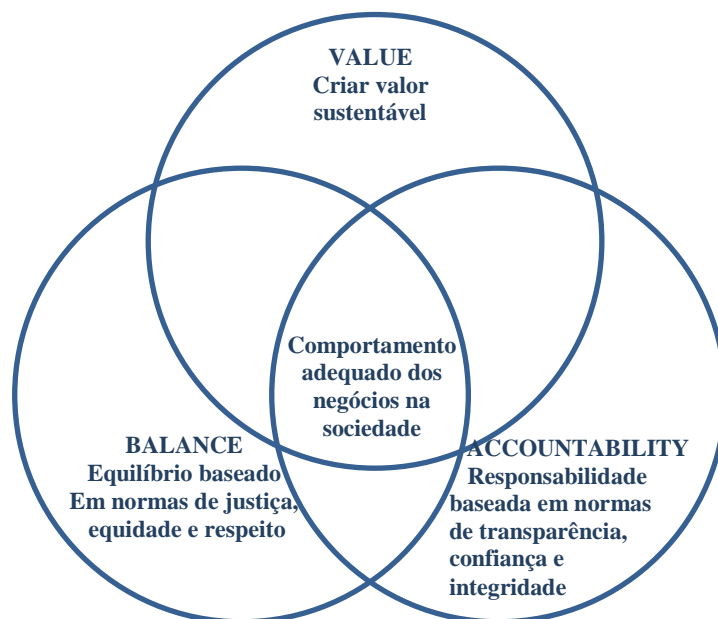 VALUE
Criar valor
sustentável
Comportamento
adequado dos
negócios na
sociedade
BALANCE
Equilíbrio baseado
Em normas de justiça,
equidade e respeito
ACCOUNTABILITY
Responsabilidade
baseada em normas
de transparência,
confiança e
integridade